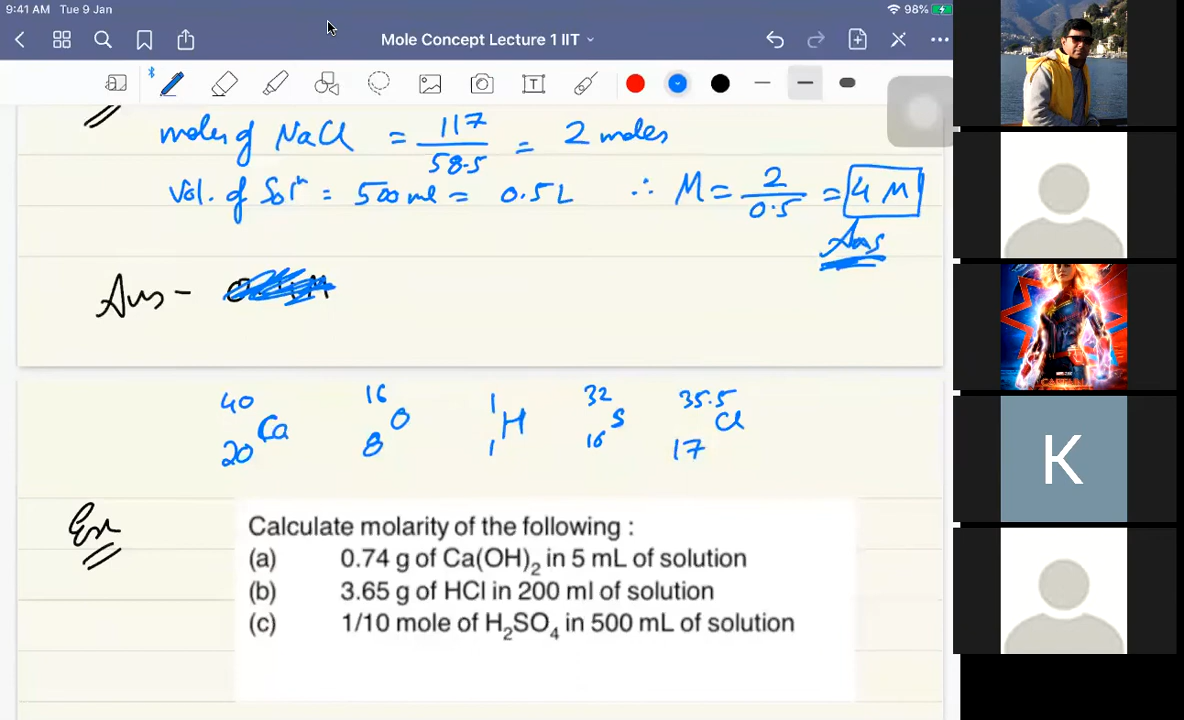 9:41 AM Tue 9 Jan
98%
Mole Concept Lecture 1 IIT
T
moles of NaCl = 117/58.5 = 2 moles
Vol. of Solⁿ = 500 ml = 0.5 L ∴ M = 2/0.5 = 4 M
Ans
Ans -
40 16 1 32 35.5
Ca O H S Cl
20 8 1 16 17
Ex
Calculate molarity of the following :
(a) 0.74 g of Ca(OH)₂ in 5 mL of solution
(b) 3.65 g of HCl in 200 ml of solution
(c) 1/10 mole of H₂SO₄ in 500 mL of solution
K